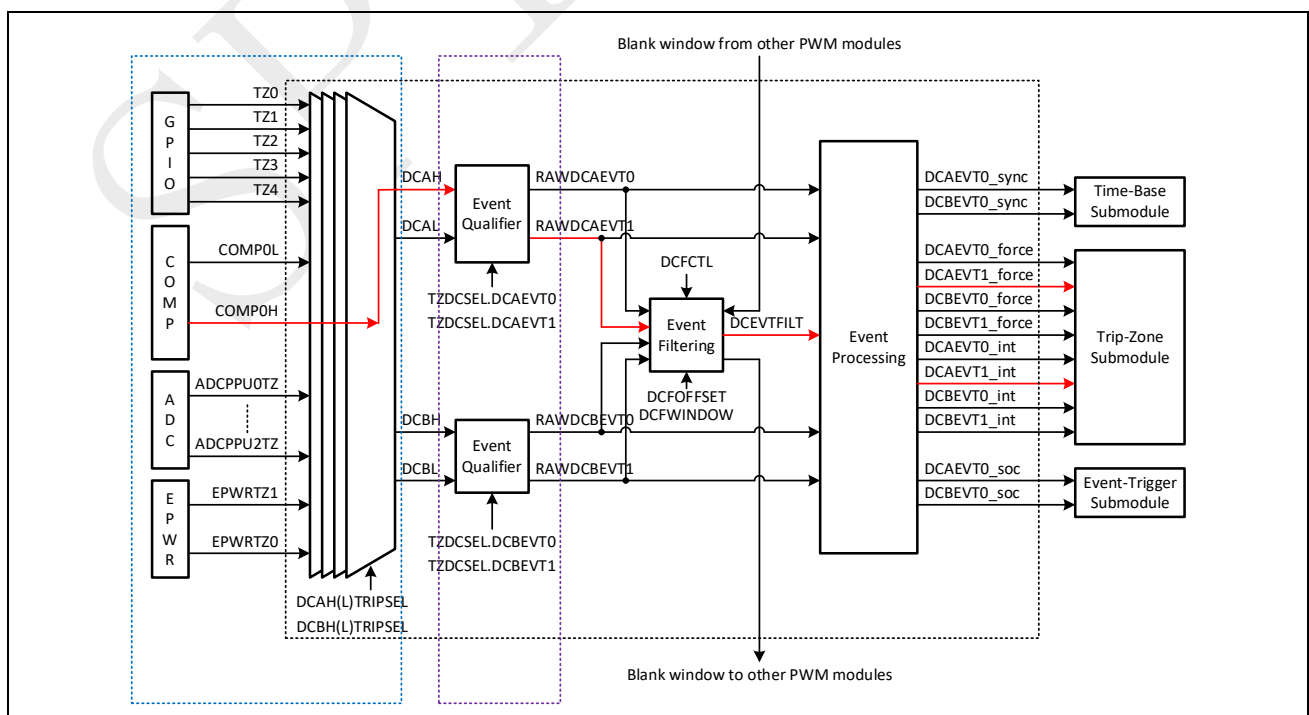 Blank window from other PWM modules
GPIO
TZ0
TZ1
TZ2
TZ3
TZ4
COMP
COMP0L
COMP0H
ADC
ADCPPU0TZ
ADCPPU2TZ
EPWR
EPWRTZ1
EPWRTZ0
DCAH(L)TRIPSEL
DCBH(L)TRIPSEL
DCAH
DCAL
DCBH
DCBL
Event
Qualifier
TZDCSEL.DCAEVT0
TZDCSEL.DCAEVT1
Event
Qualifier
TZDCSEL.DCBEVT0
TZDCSEL.DCBEVT1
RAWDCAEVT0
RAWDCAEVT1
RAWDCBEVT0
RAWDCBEVT1
DCFCTL
Event
Filtering
DCFOFFSET
DCFWINDOW
DCEVTFILT
Event
Processing
DCAEVT0_sync
DCBEVT0_sync
DCAEVT0_force
DCAEVT1_force
DCBEVT0_force
DCBEVT1_force
DCAEVT0_int
DCAEVT1_int
DCBEVT0_int
DCBEVT1_int
DCAEVT0_soc
DCBEVT0_soc
Time-Base
Submodule
Trip-Zone
Submodule
Event-Trigger
Submodule
Blank window to other PWM modules